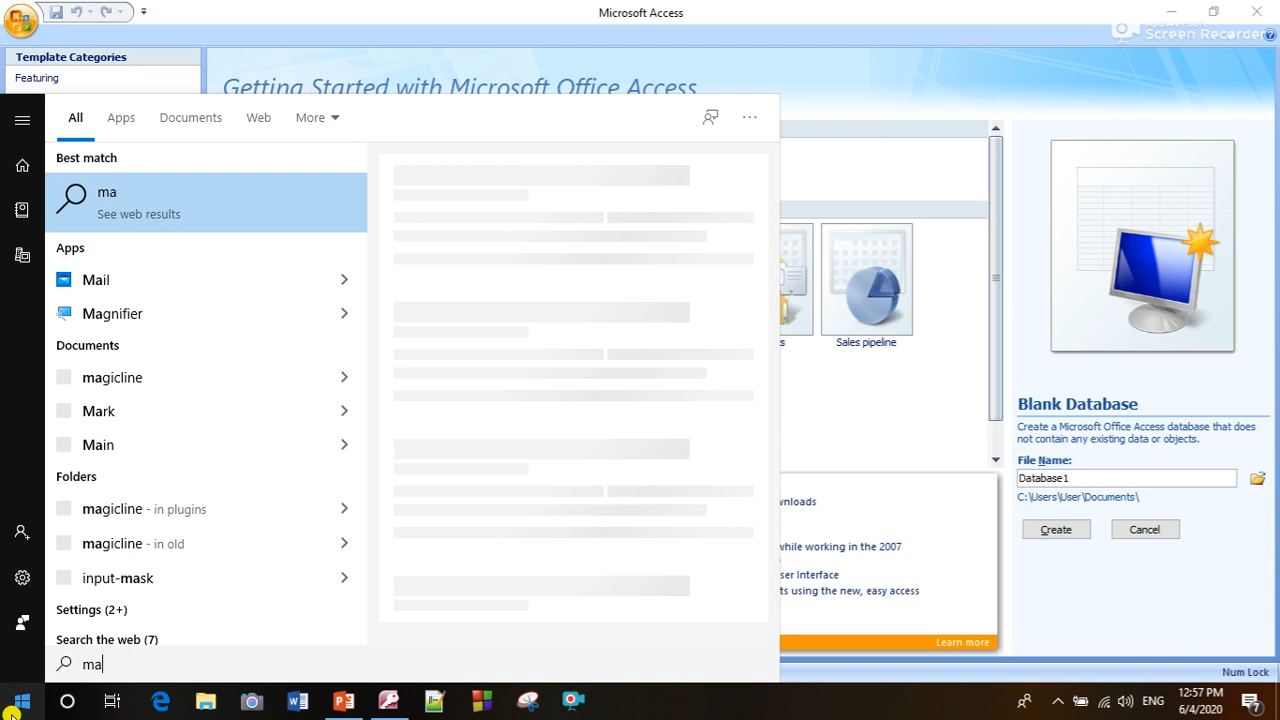 Microsoft Access
Screen Recorder
Template Categories
Featuring
Getting Started with Microsoft Office Access
All Apps Documents Web More
Best match
ma
See web results
Apps
Mail
Magnifier
Documents
magicline
Mark
Main
Folders
magicline - in plugins
magicline - in old
input-mask
Settings (2+)
Search the web (7)
ma
Sales pipeline
wnloads
while working in the 2007
ser Interface
ts using the new, easy access
Learn more
Blank Database
Create a Microsoft Office Access database that does
not contain any existing data or objects.
File Name:
Database1
C:\Users\User\Documents\
Create Cancel
Num Lock
ENG
12:57 PM
6/4/2020
7